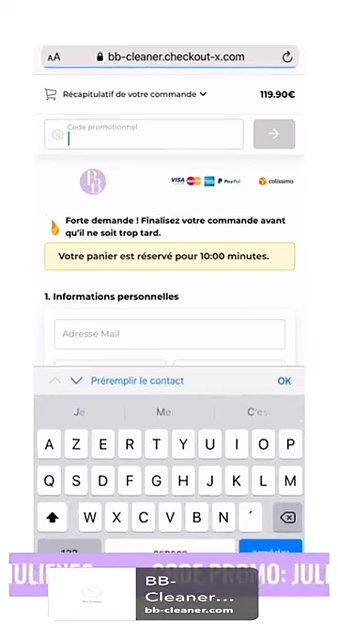 AA bb-cleaner.checkout-x.com
Récapitulatif de votre commande 119.90€
Code promotionnel
VISA PayPal colissimo
Forte demande ! Finalisez votre commande avant
qu'il ne soit trop tard.
Votre panier est réservé pour 10:00 minutes.
1. Informations personnelles
Adresse Mail
Préremplir le contact OK
Je
A Z E R T Y U I O P
Q S D F G H J K L M
W X C V B N ´
CODE PROMO: JULI
BB-
Cleaner...
bb-cleaner.com